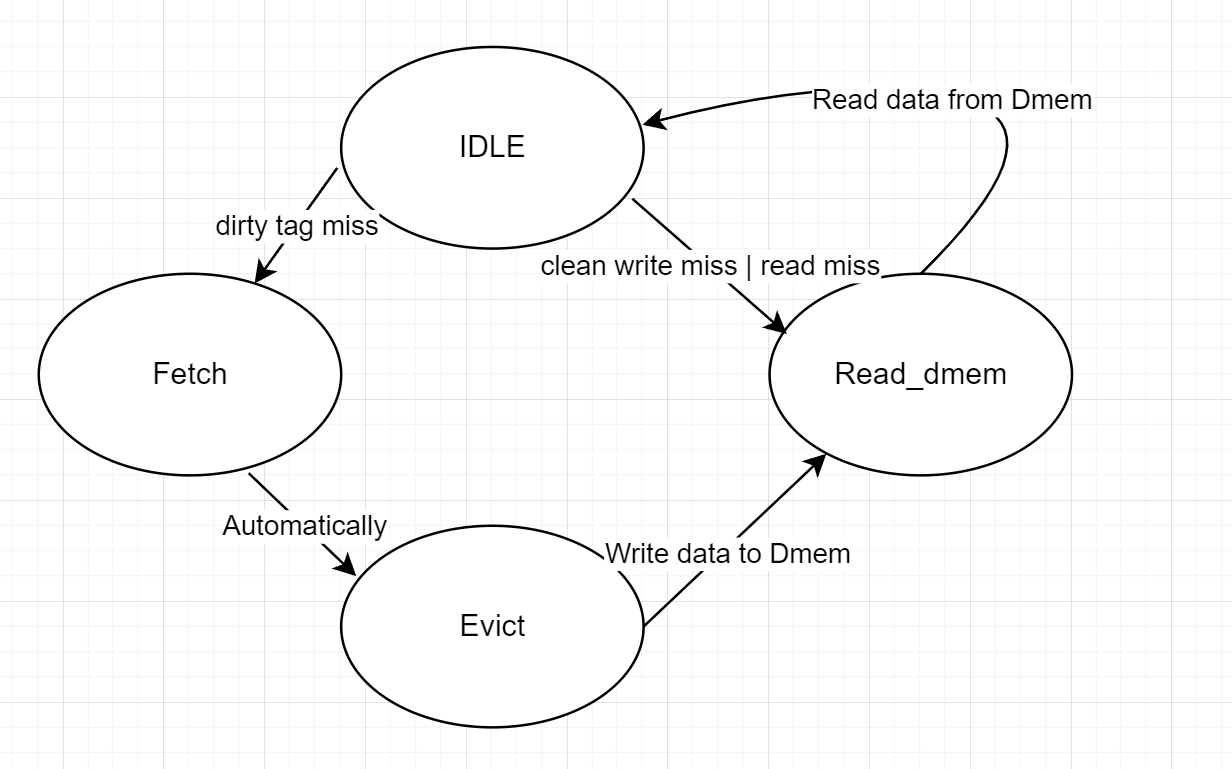 Read data from Dmem
IDLE
dirty tag miss
clean write miss | read miss
Fetch
Read_dmem
Automatically
Write data to Dmem
Evict